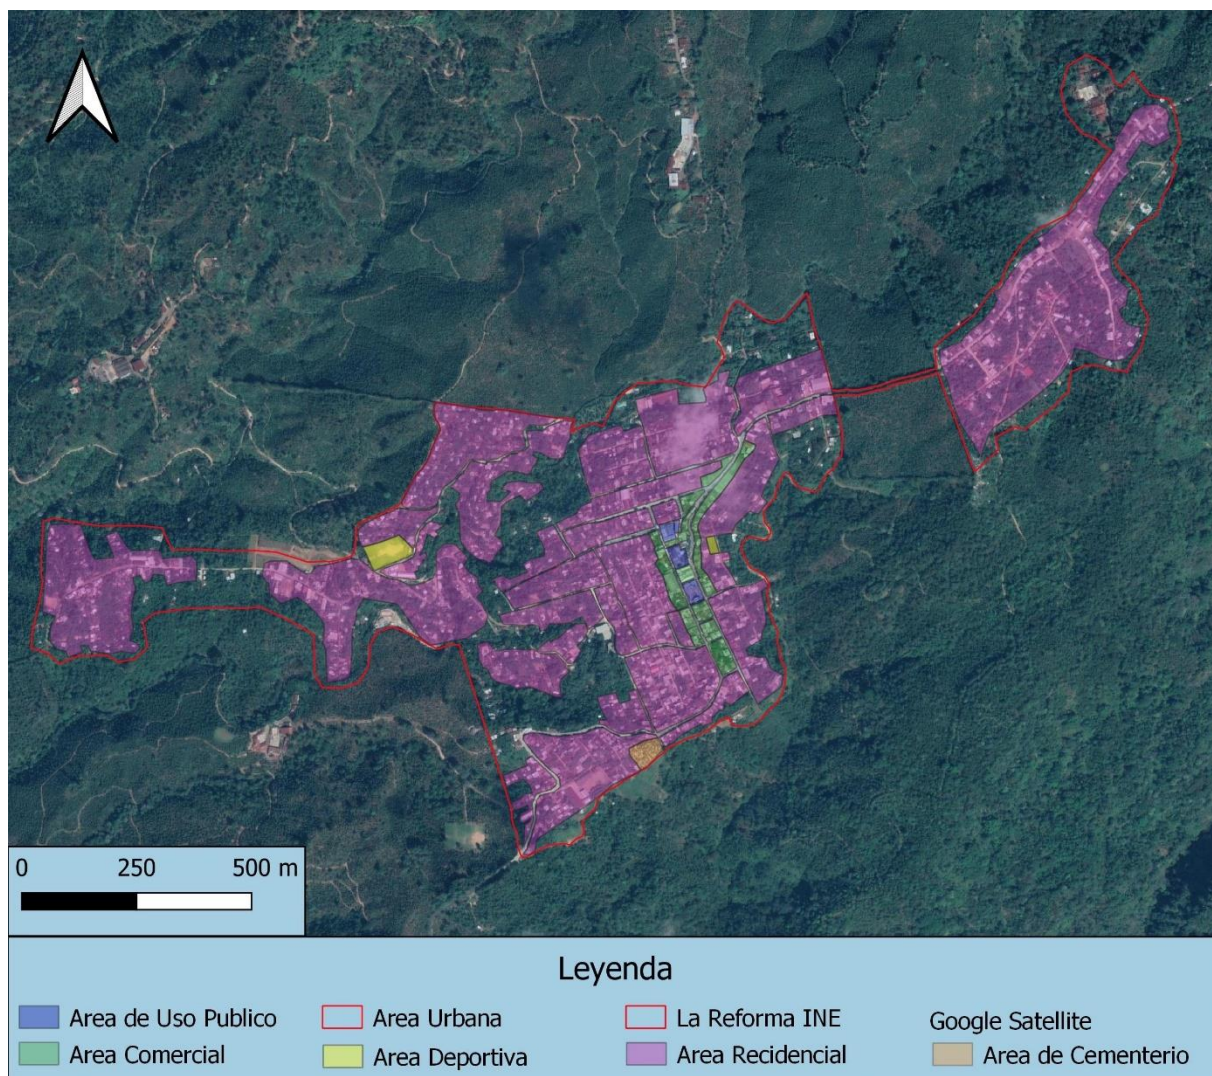 0 250 500 m
Leyenda
Area de Uso Publico Area Urbana La Reforma INE Google Satellite
Area Comercial Area Deportiva Area Recidencial Area de Cementerio